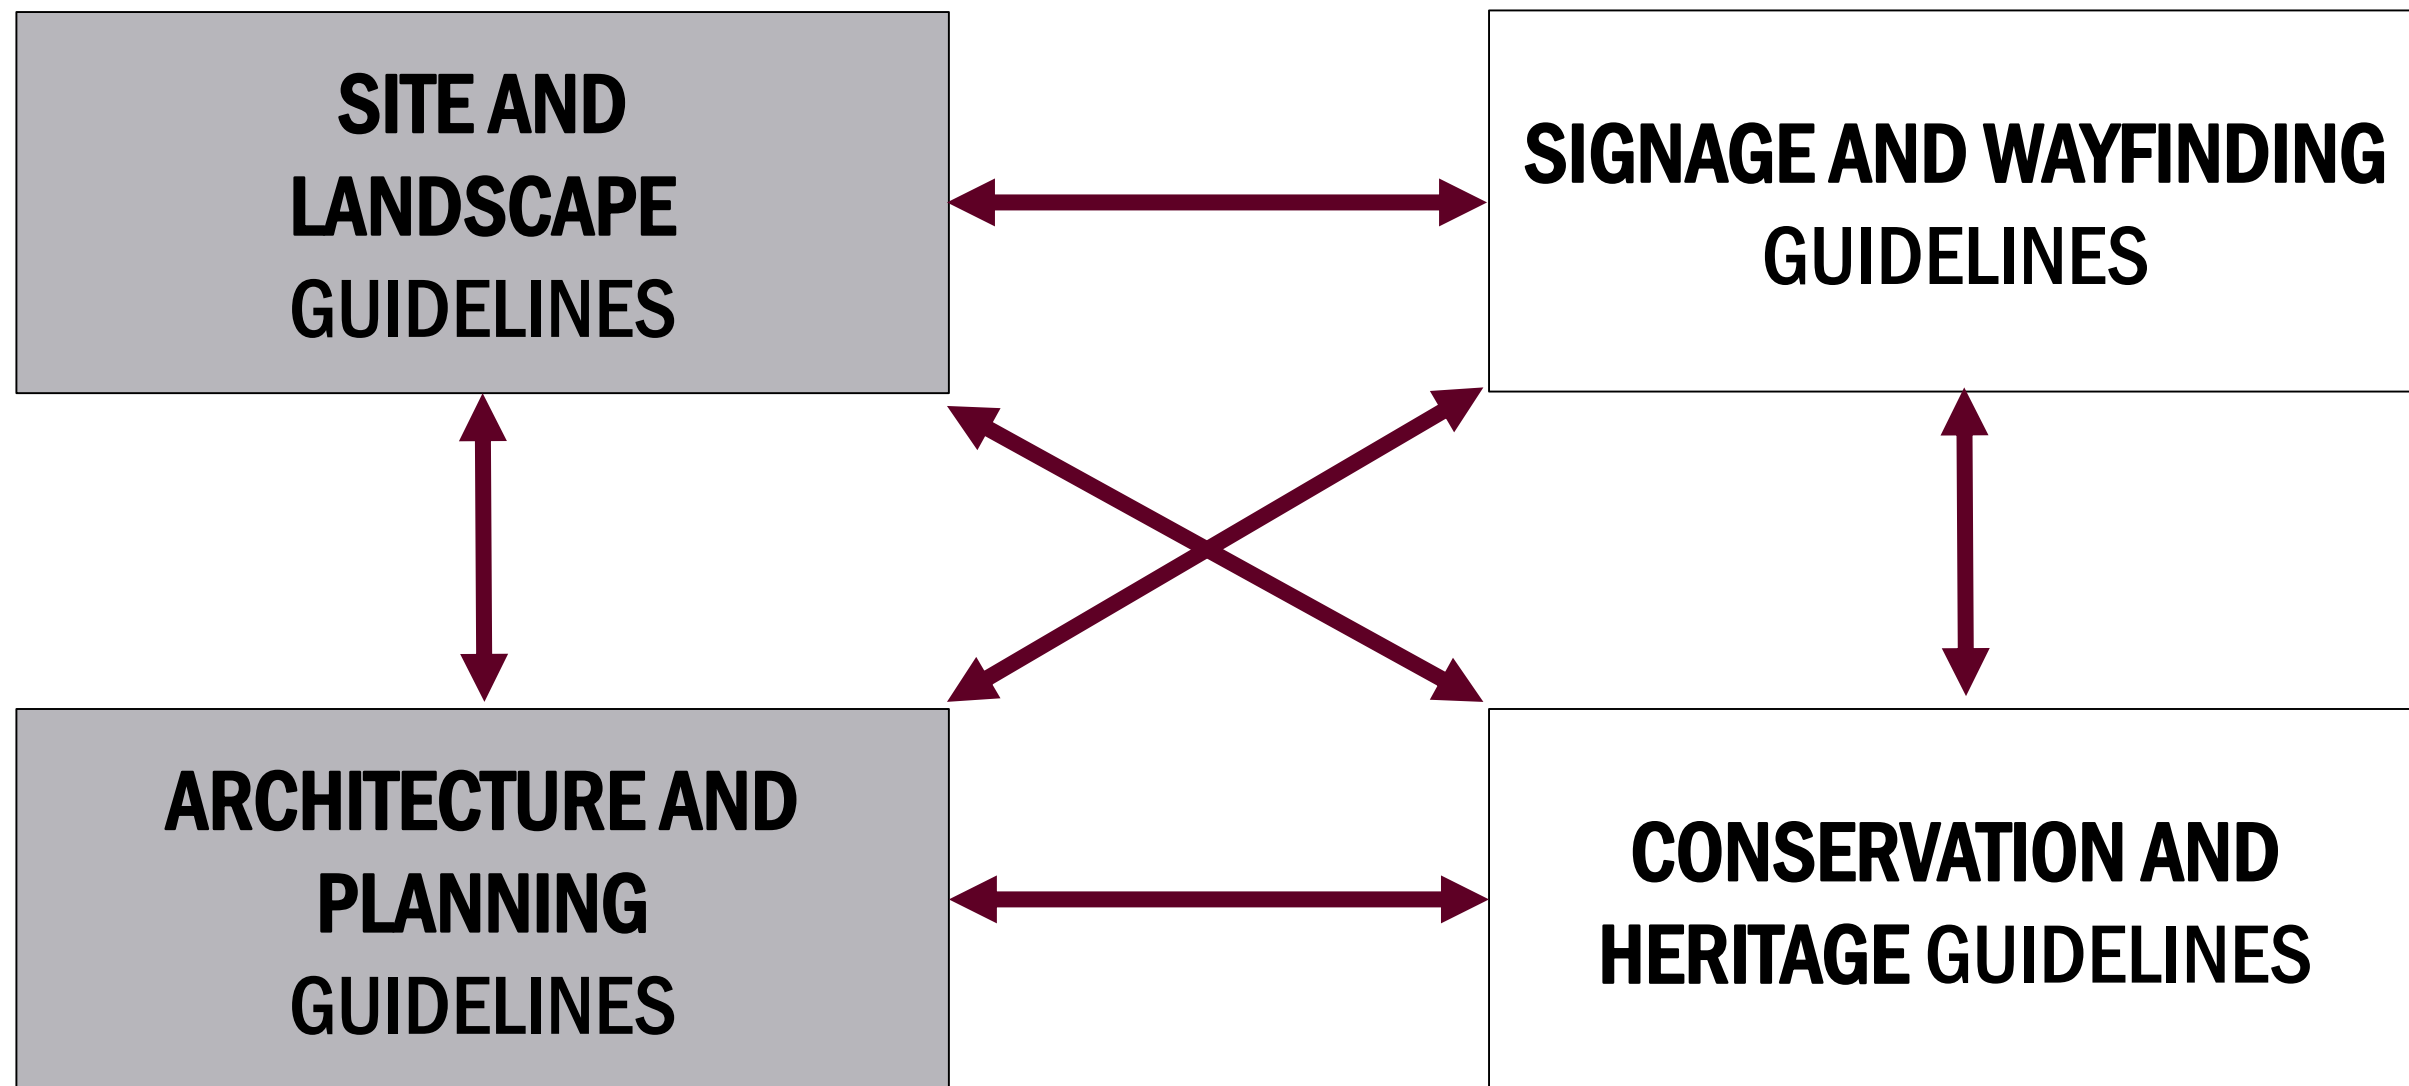 SITE AND
LANDSCAPE
GUIDELINES
SIGNAGE AND WAYFINDING
GUIDELINES
ARCHITECTURE AND
PLANNING
GUIDELINES
CONSERVATION AND
HERITAGE GUIDELINES